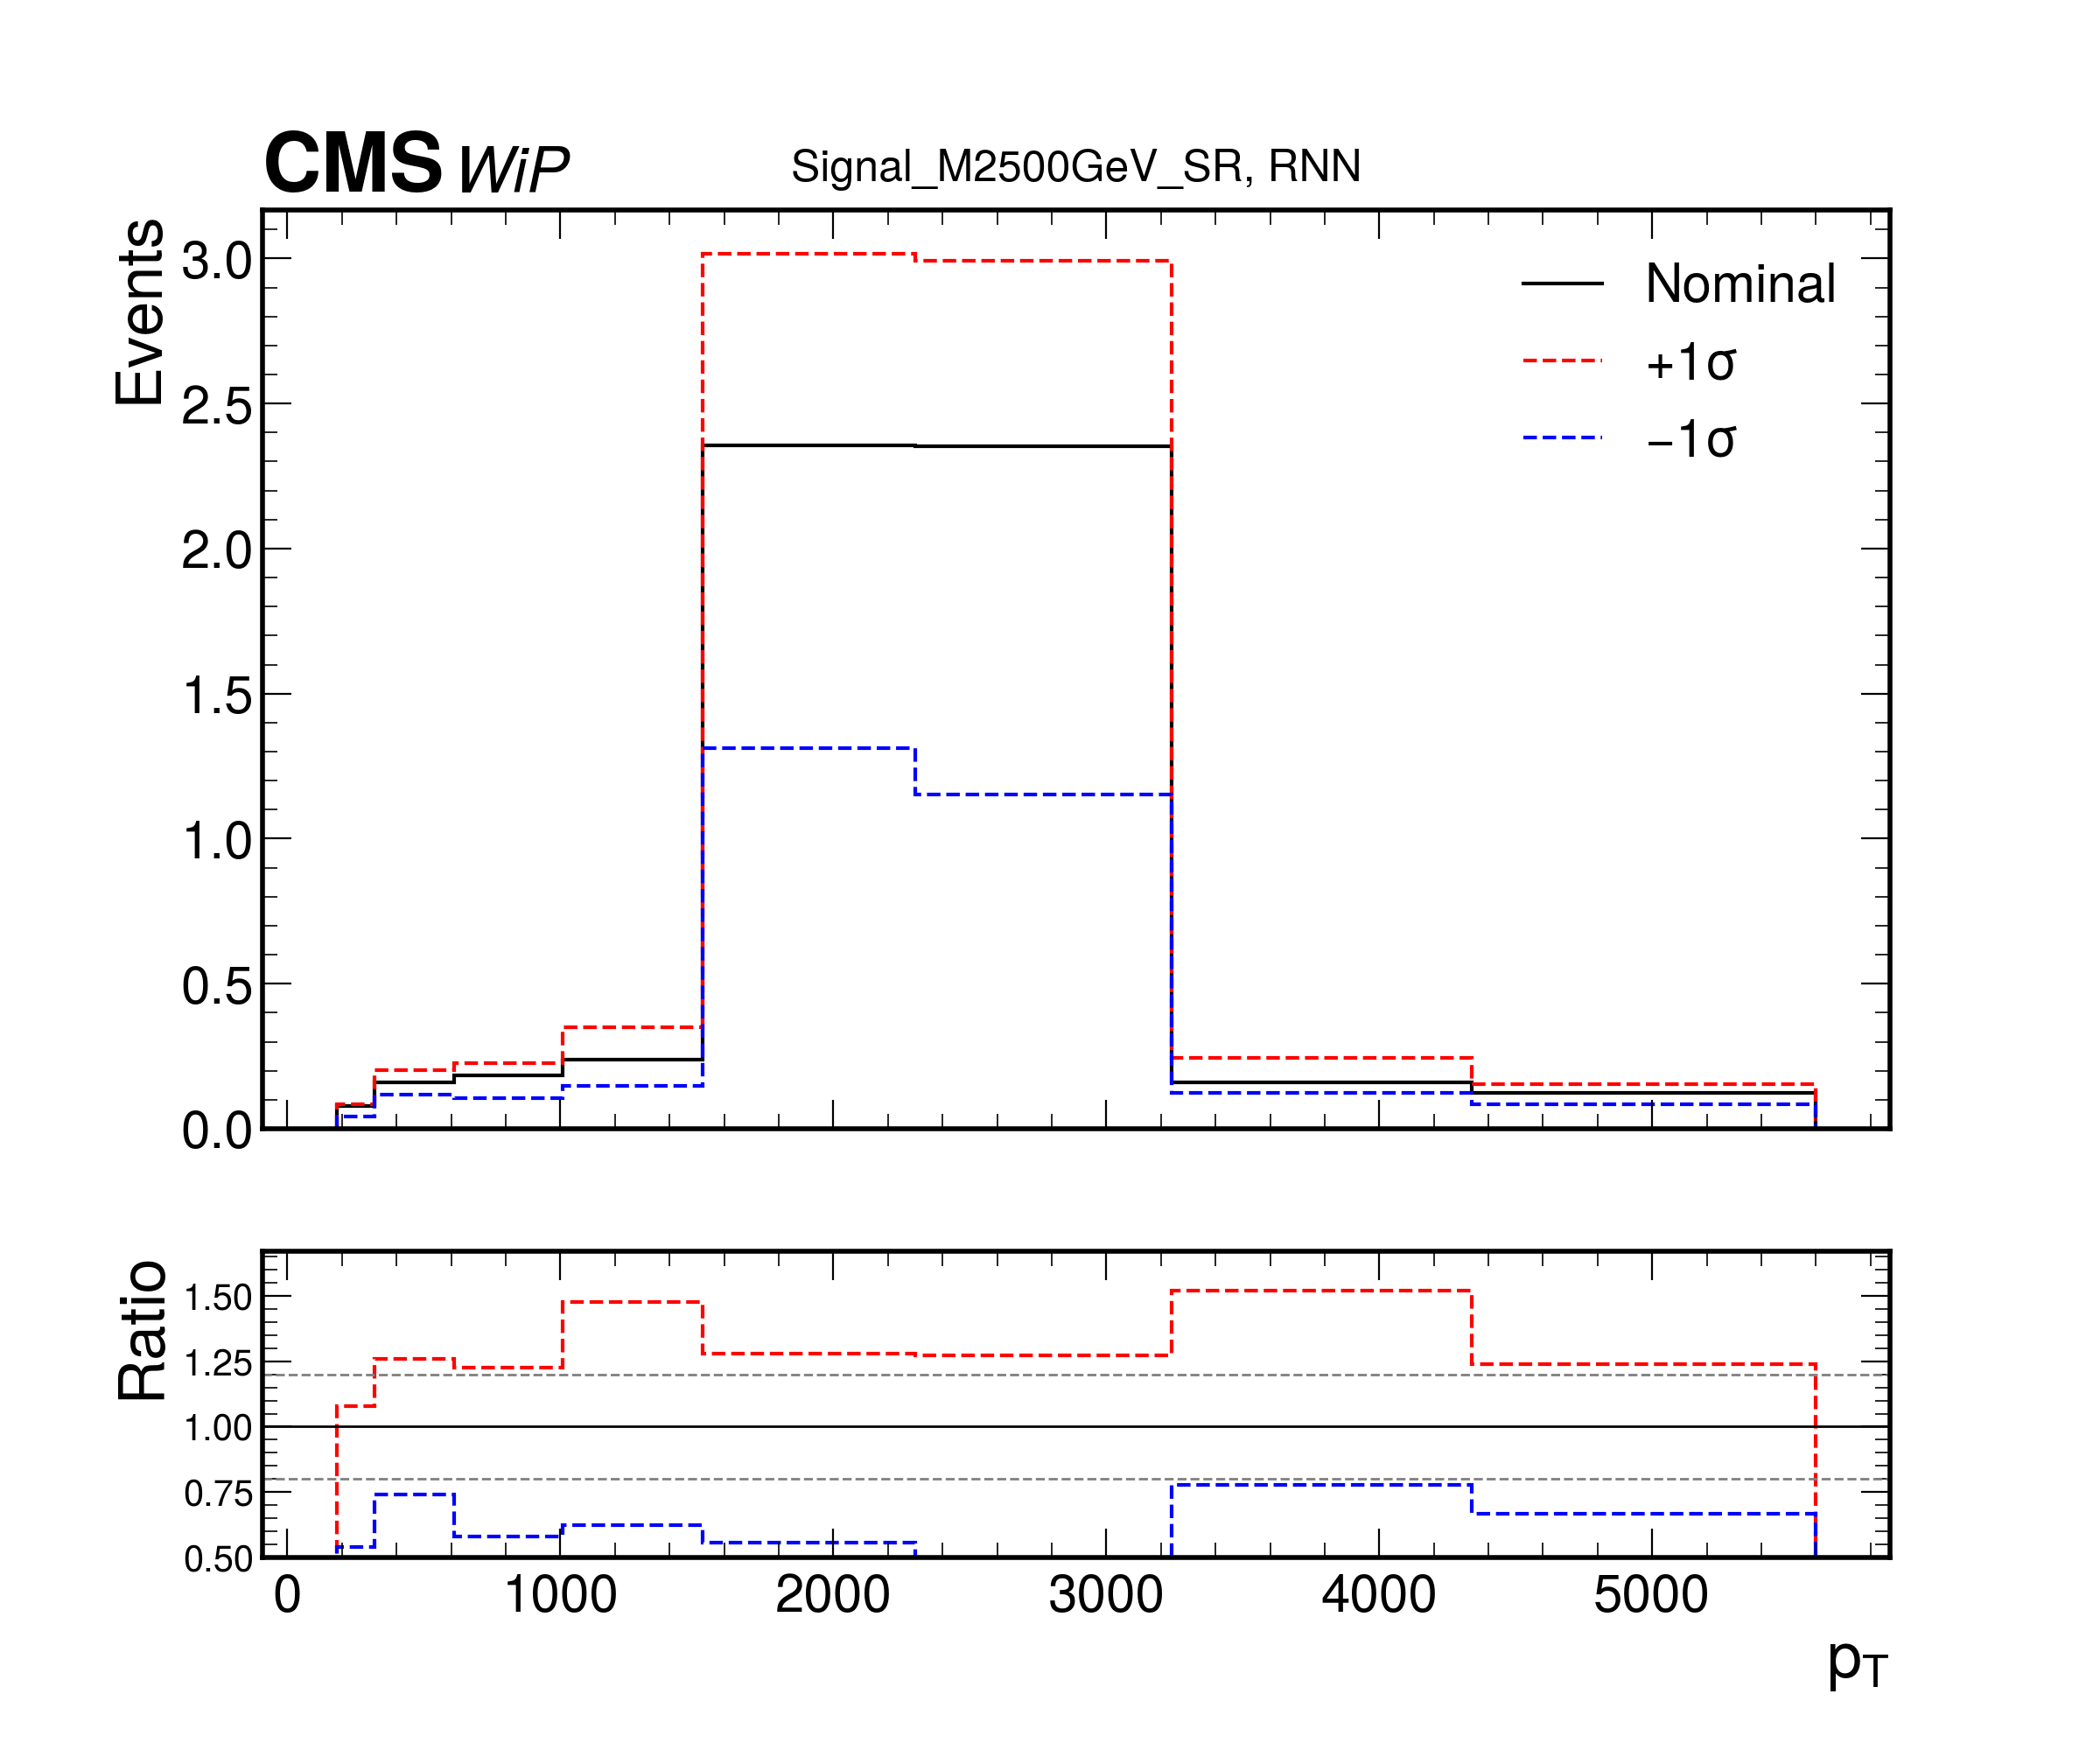 CMS WiP
Signal_M2500GeV_SR, RNN
Events
3.0
2.5
2.0
1.5
1.0
0.5
0.0
Nominal
+1σ
−1σ
Ratio
1.50
1.25
1.00
0.75
0.50
0 1000 2000 3000 4000 5000
pT